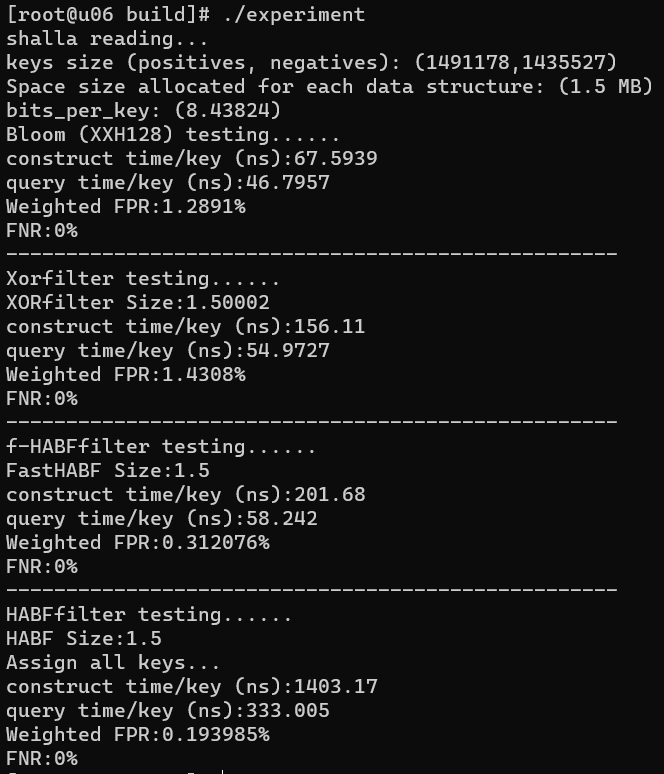 [root@u06 build]# ./experiment
shalla reading...
keys size (positives, negatives): (1491178,1435527)
Space size allocated for each data structure: (1.5 MB)
bits_per_key: (8.43824)
Bloom (XXH128) testing......
construct time/key (ns):67.5939
query time/key (ns):46.7957
Weighted FPR:1.2891%
FNR:0%
---------------------------------------------------
Xorfilter testing......
XORfilter Size:1.50002
construct time/key (ns):156.11
query time/key (ns):54.9727
Weighted FPR:1.4308%
FNR:0%
---------------------------------------------------
f-HABFfilter testing......
FastHABF Size:1.5
construct time/key (ns):201.68
query time/key (ns):58.242
Weighted FPR:0.312076%
FNR:0%
---------------------------------------------------
HABFfilter testing......
HABF Size:1.5
Assign all keys...
construct time/key (ns):1403.17
query time/key (ns):333.005
Weighted FPR:0.193985%
FNR:0%